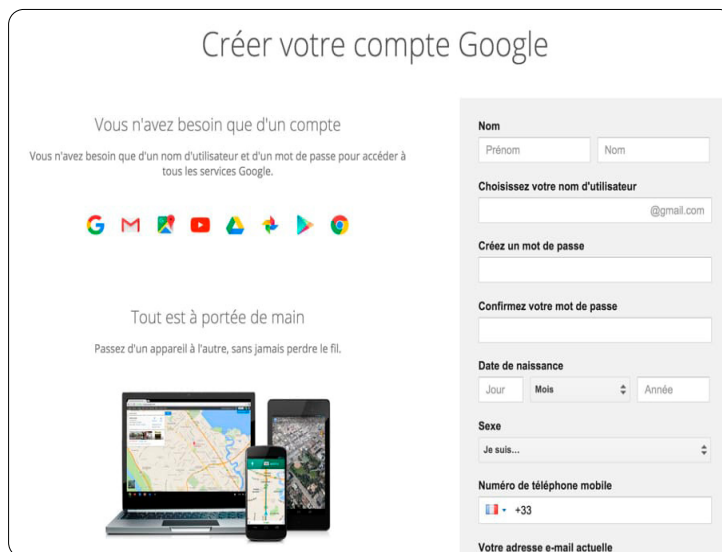 Créer votre compte Google
Vous n'avez besoin que d'un compte
Vous n'avez besoin que d'un nom d'utilisateur et d'un mot de passe pour accéder à
tous les services Google.
Tout est à portée de main
Passez d'un appareil à l'autre, sans jamais perdre le fil.
Nom
Prénom Nom
Choisissez votre nom d'utilisateur
@gmail.com
Créez un mot de passe
Confirmez votre mot de passe
Date de naissance
Jour Mois Année
Sexe
Je suis...
Numéro de téléphone mobile
+33
Votre adresse e-mail actuelle